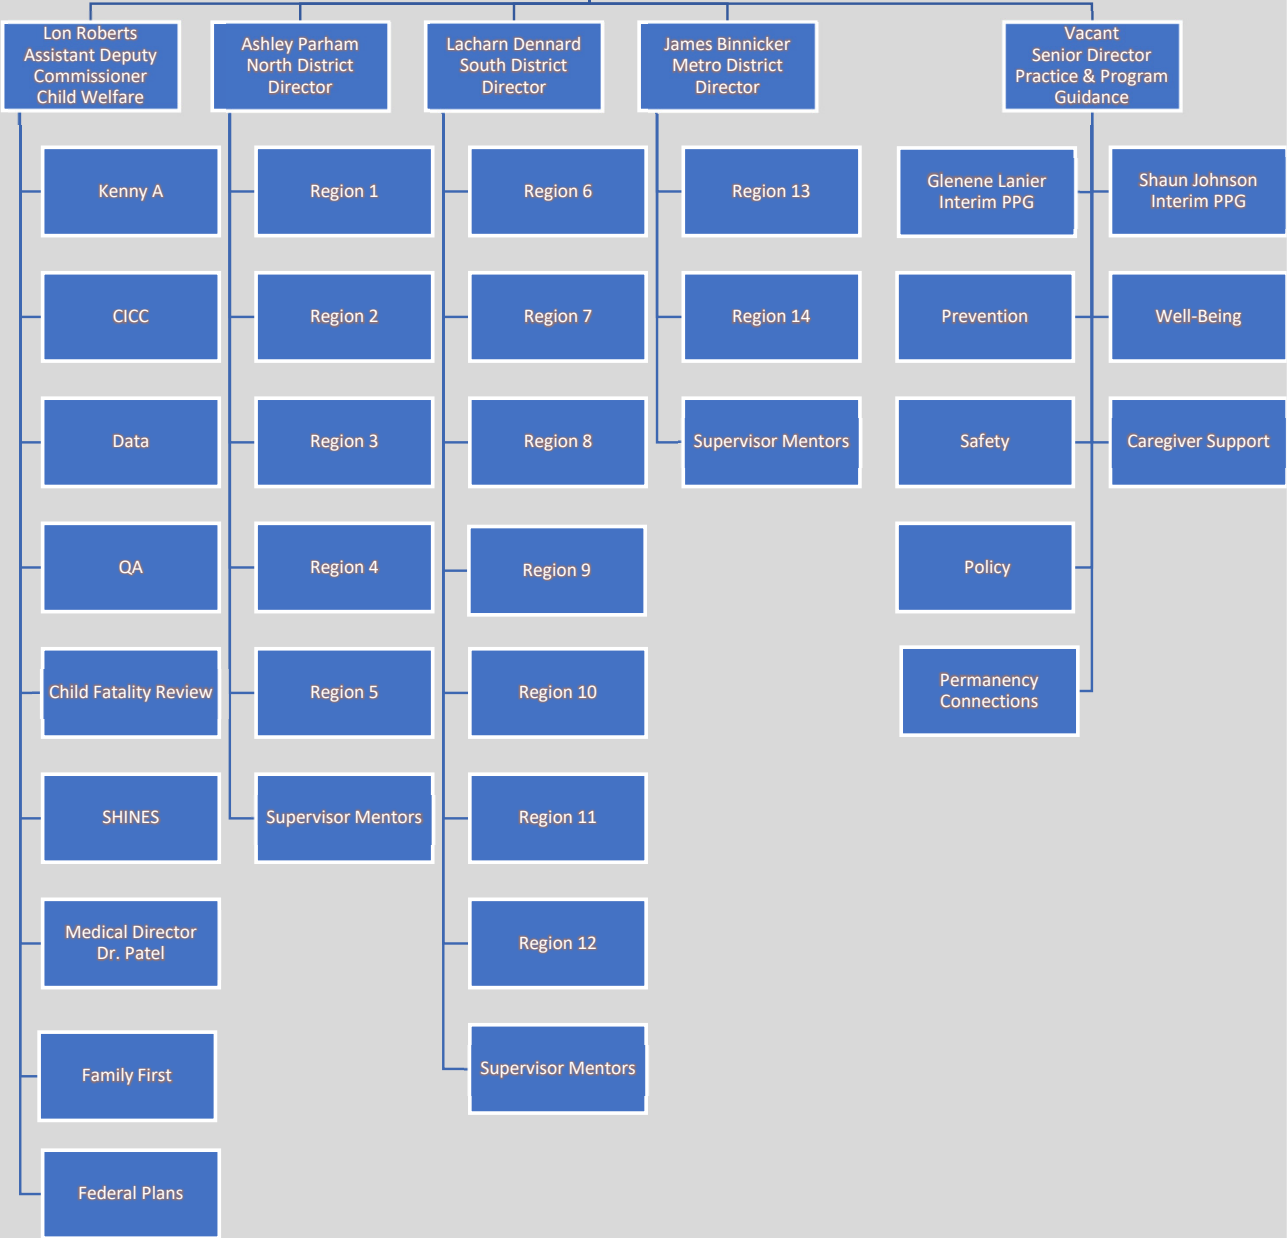 Lon Roberts
Assistant Deputy
Commissioner
Child Welfare
Kenny A
CICC
Data
QA
Child Fatality Review
SHINES
Medical Director
Dr. Patel
Family First
Federal Plans
Ashley Parham
North District
Director
Region 1
Region 2
Region 3
Region 4
Region 5
Supervisor Mentors
Lacharn Dennard
South District
Director
Region 6
Region 7
Region 8
Region 9
Region 10
Region 11
Region 12
Supervisor Mentors
James Binnicker
Metro District
Director
Region 13
Region 14
Supervisor Mentors
Vacant
Senior Director
Practice & Program
Guidance
Glenene Lanier
Interim PPG
Shaun Johnson
Interim PPG
Prevention
Well-Being
Safety
Caregiver Support
Policy
Permanency
Connections